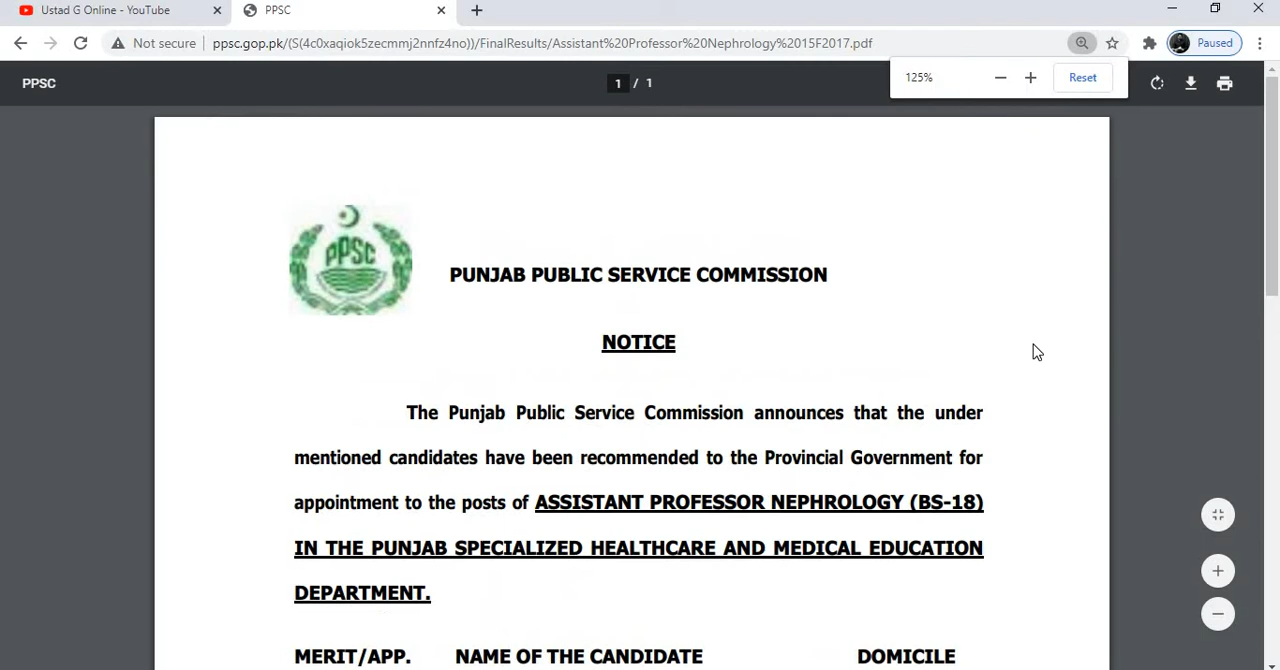 Ustad G Online - YouTube
PPSC
Not secure
ppsc.gop.pk/(S(4c0xaqiok5zecmmj2nnfz4no))/FinalResults/Assistant%20Professor%20Nephrology%2015F2017.pdf
Paused
PPSC
1 / 1
125%
Reset
PPSC
PUNJAB PUBLIC SERVICE COMMISSION
NOTICE
The Punjab Public Service Commission announces that the under
mentioned candidates have been recommended to the Provincial Government for
appointment to the posts of ASSISTANT PROFESSOR NEPHROLOGY (BS-18)
IN THE PUNJAB SPECIALIZED HEALTHCARE AND MEDICAL EDUCATION
DEPARTMENT.
MERIT/APP. NAME OF THE CANDIDATE DOMICILE